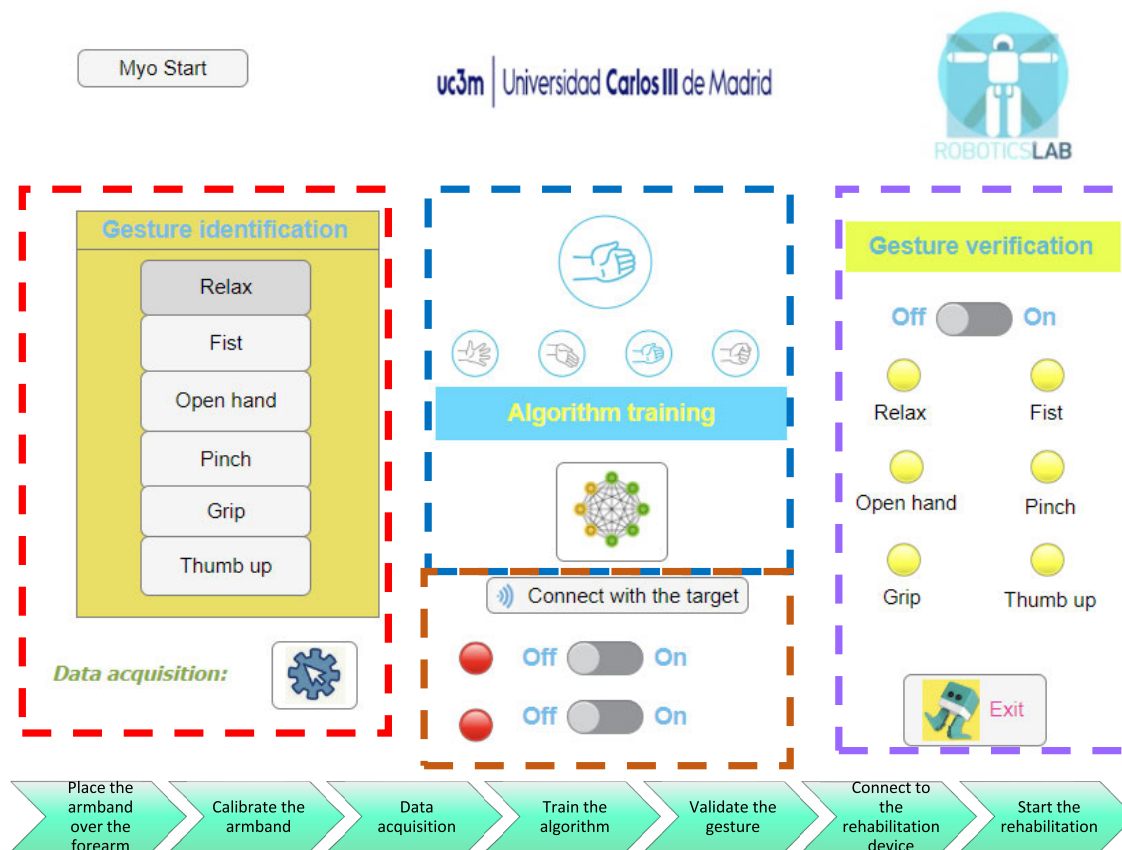 Myo Start
uc3m | Universidad Carlos III de Madrid
ROBOTICSLAB
Gesture identification
Relax
Fist
Open hand
Pinch
Grip
Thumb up
Data acquisition:
Algorithm training
Connect with the target
Off On
Off On
Gesture verification
Off On
Relax Fist
Open hand Pinch
Grip Thumb up
Exit
Place the
armband
over the
forearm
Calibrate the
armband
Data
acquisition
Train the
algorithm
Validate the
gesture
Connect to
the
rehabilitation
device
Start the
rehabilitation